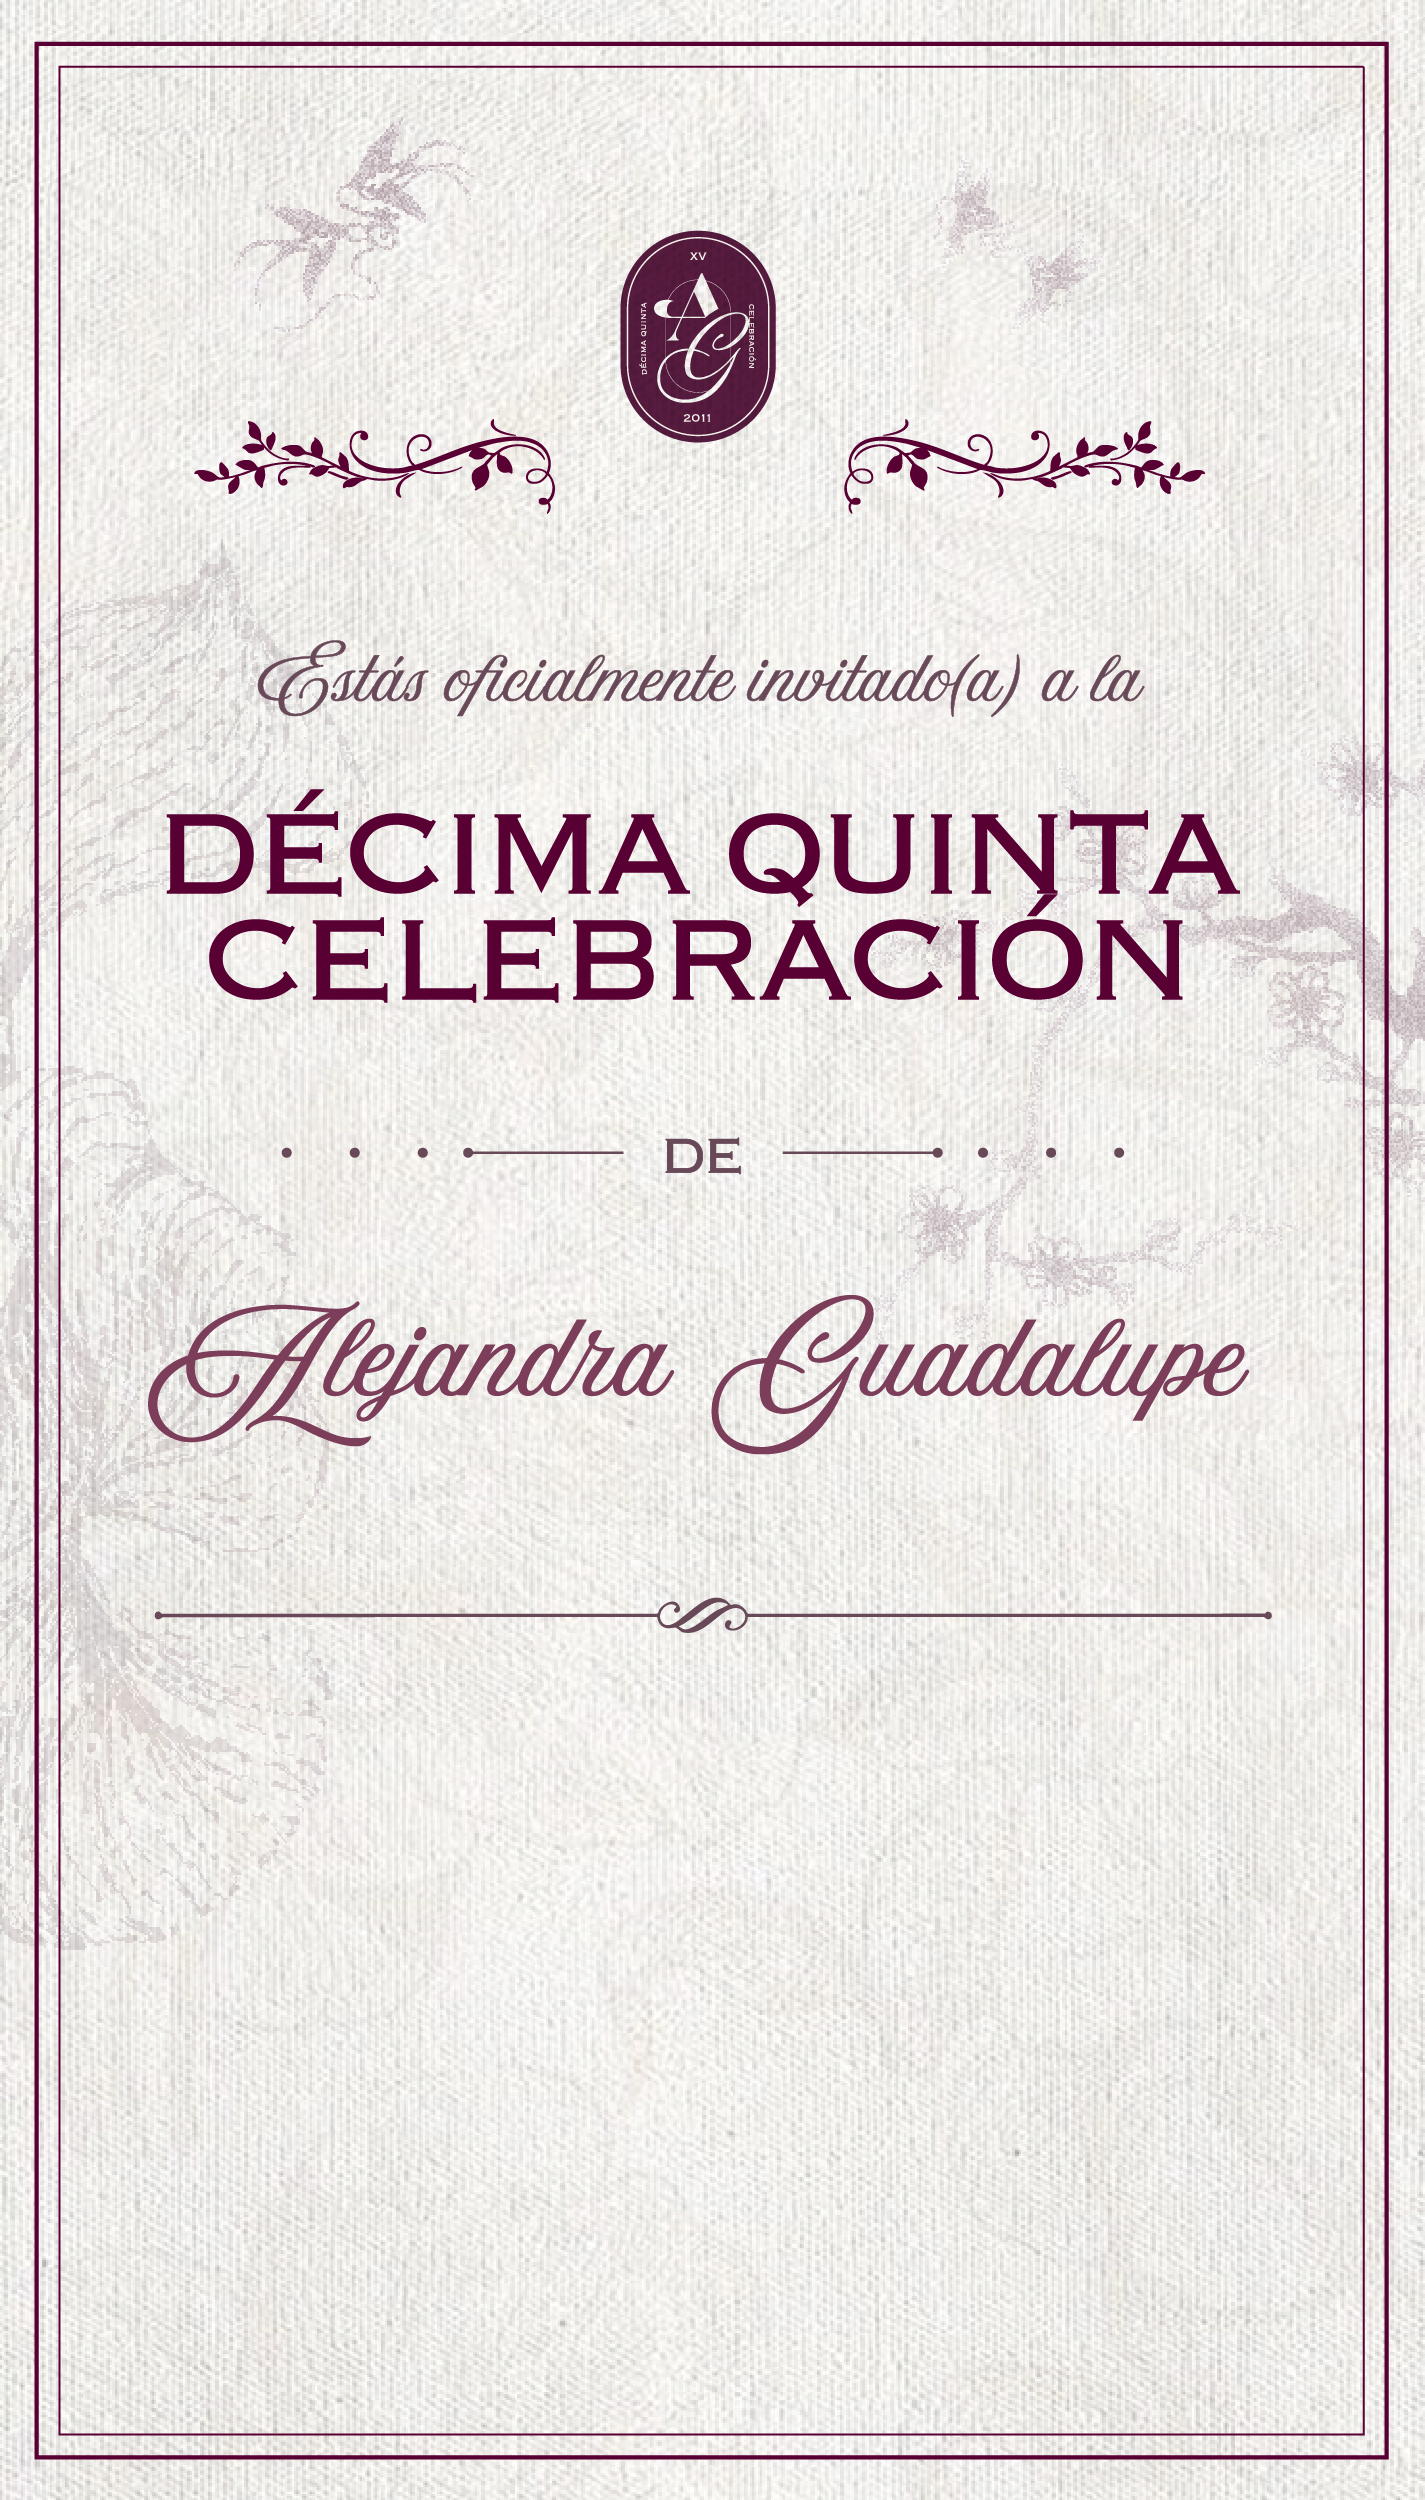 XV
DÉCIMA QUINTA
AG
CELEBRACIÓN
2011
Estás oficialmente invitado(a) a la
DÉCIMA QUINTA
CELEBRACIÓN
DE
Alejandra Guadalupe